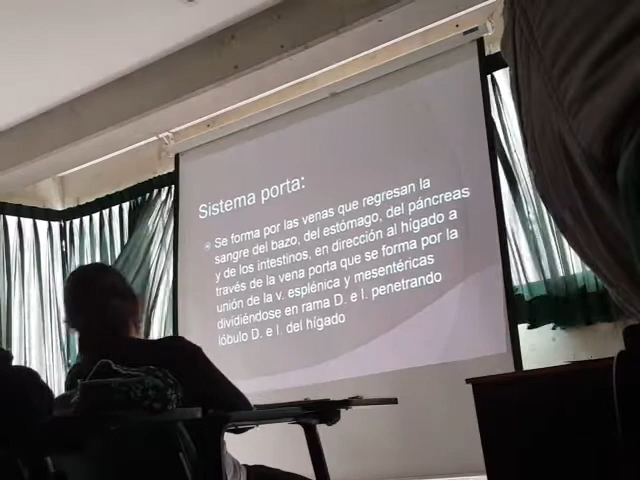 Sistema porta:
Se forma por las venas que regresan la
sangre del bazo, del estómago, del páncreas
y de los intestinos, en dirección al hígado a
través de la vena porta que se forma por la
unión de la v. esplénica y mesentéricas
dividiéndose en rama D. e I. penetrando
lóbulo D. e I. del hígado